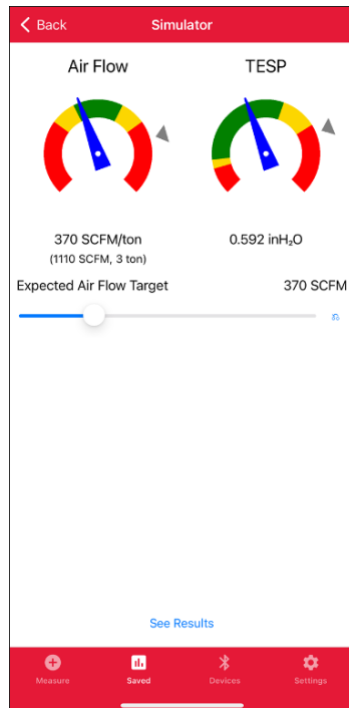 Back
Simulator
Air Flow
TESP
370 SCFM/ton
0.592 inH₂O
(1110 SCFM, 3 ton)
Expected Air Flow Target
370 SCFM
See Results
Measure
Saved
Devices
Settings